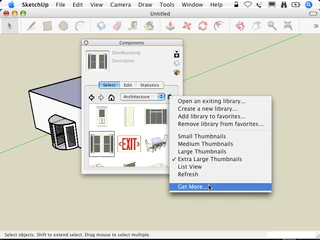 SketchUp File Edit View Camera Draw Tools Window
Untitled
Components
Description
Select Edit Statistics
Architecture
EXIT
Open an existing library...
Create a new library...
Add library to favorites...
Remove library from favorites...
Small Thumbnails
Medium Thumbnails
Large Thumbnails
✓ Extra Large Thumbnails
List View
Refresh
Get More...
Select objects. Shift to extend select. Drag mouse to select multiple.